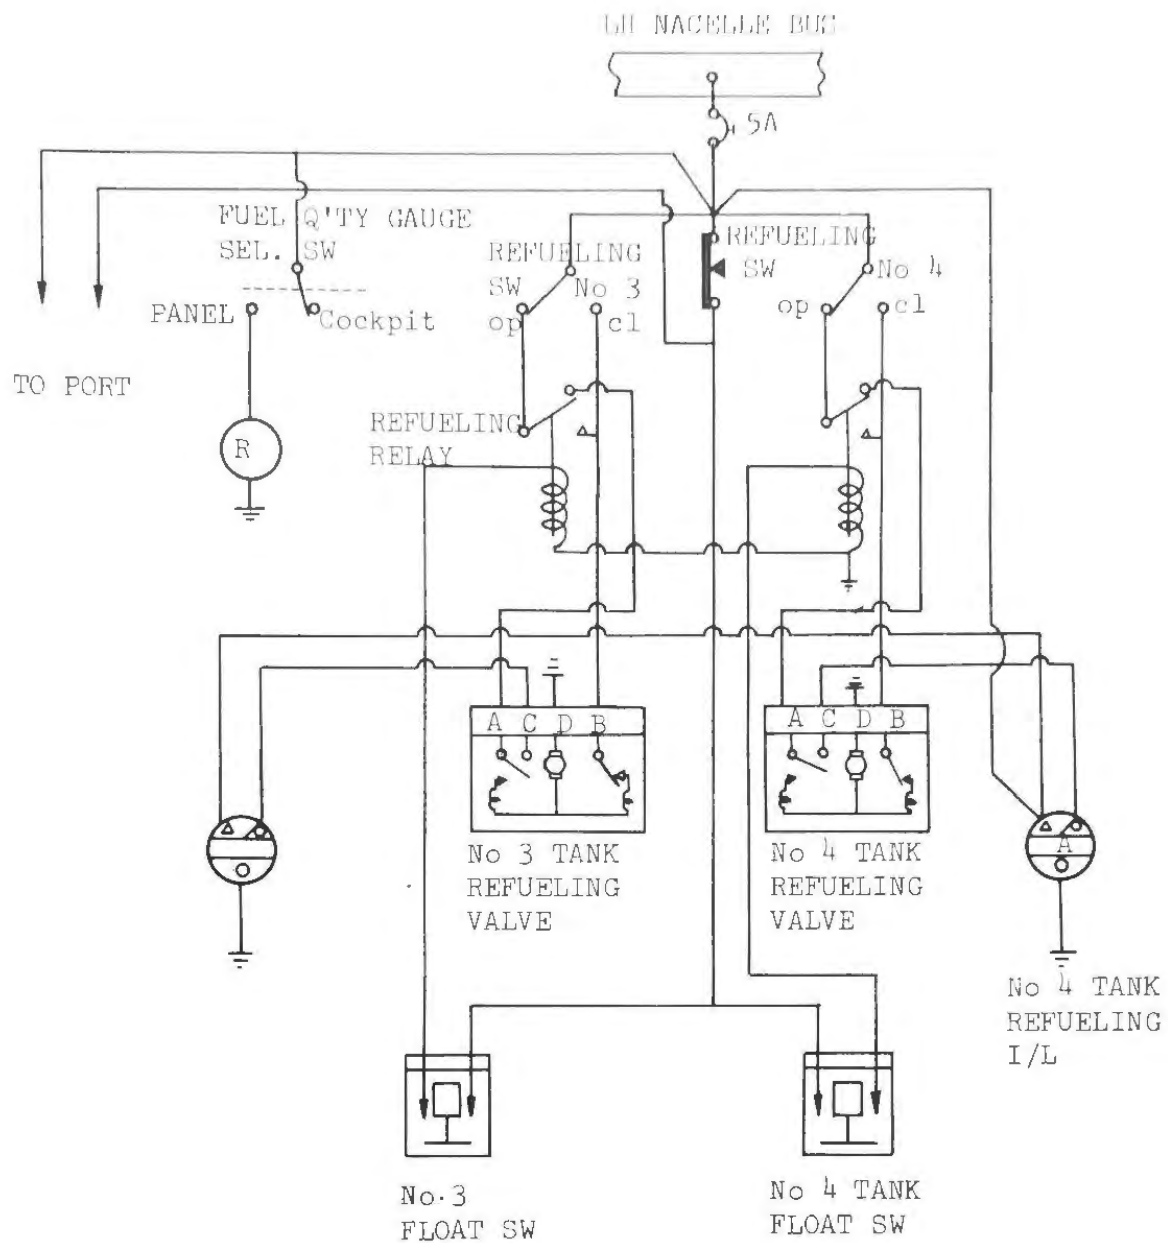 LH NACELLE BUS
5A
FUEL Q'TY GAUGE
SEL. SW
REFUELING
SW
No 3
op
cl
REFUELING
SW
No 4
op
cl
PANEL
Cockpit
TO PORT
R
REFUELING
RELAY
A C D B
A C D B
No 3 TANK
REFUELING
VALVE
No 4 TANK
REFUELING
VALVE
A
No 4 TANK
REFUELING
I/L
No.3
FLOAT SW
No 4 TANK
FLOAT SW